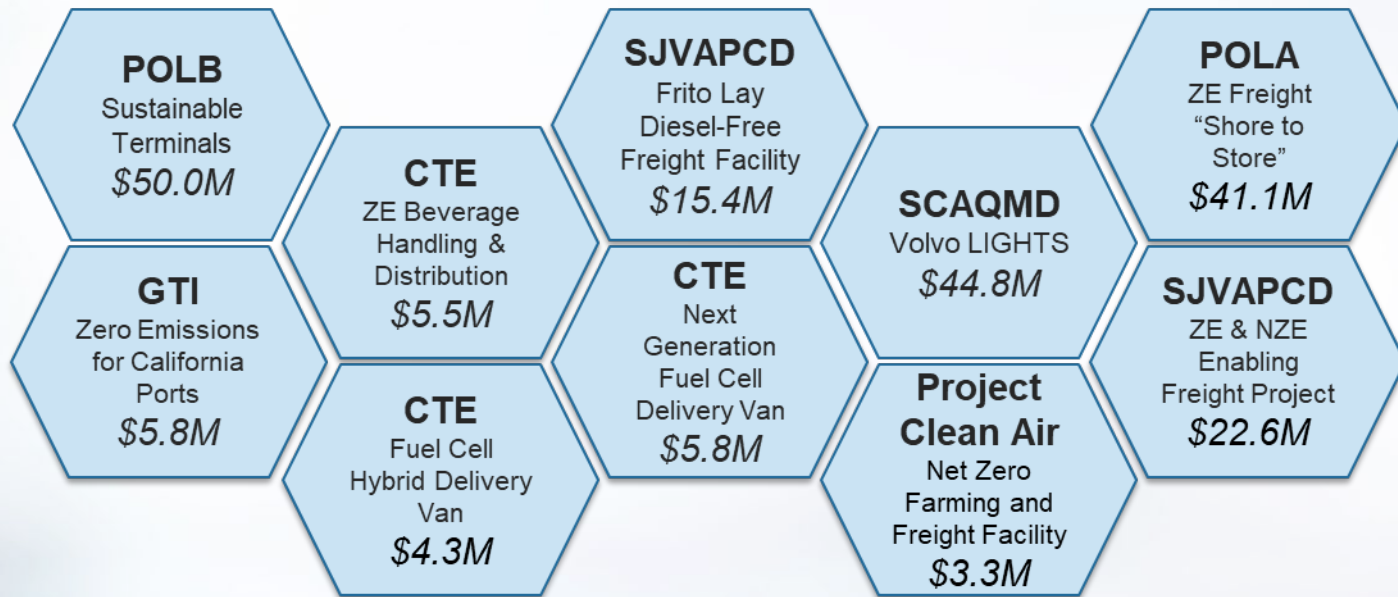 POLB
Sustainable
Terminals
$50.0M
GTI
Zero Emissions
for California
Ports
$5.8M
CTE
ZE Beverage
Handling &
Distribution
$5.5M
CTE
Fuel Cell
Hybrid Delivery
Van
$4.3M
SJVAPCD
Frito Lay
Diesel-Free
Freight Facility
$15.4M
CTE
Next
Generation
Fuel Cell
Delivery Van
$5.8M
SCAQMD
Volvo LIGHTS
$44.8M
Project
Clean Air
Net Zero
Farming and
Freight Facility
$3.3M
POLA
ZE Freight
“Shore to
Store”
$41.1M
SJVAPCD
ZE & NZE
Enabling
Freight Project
$22.6M